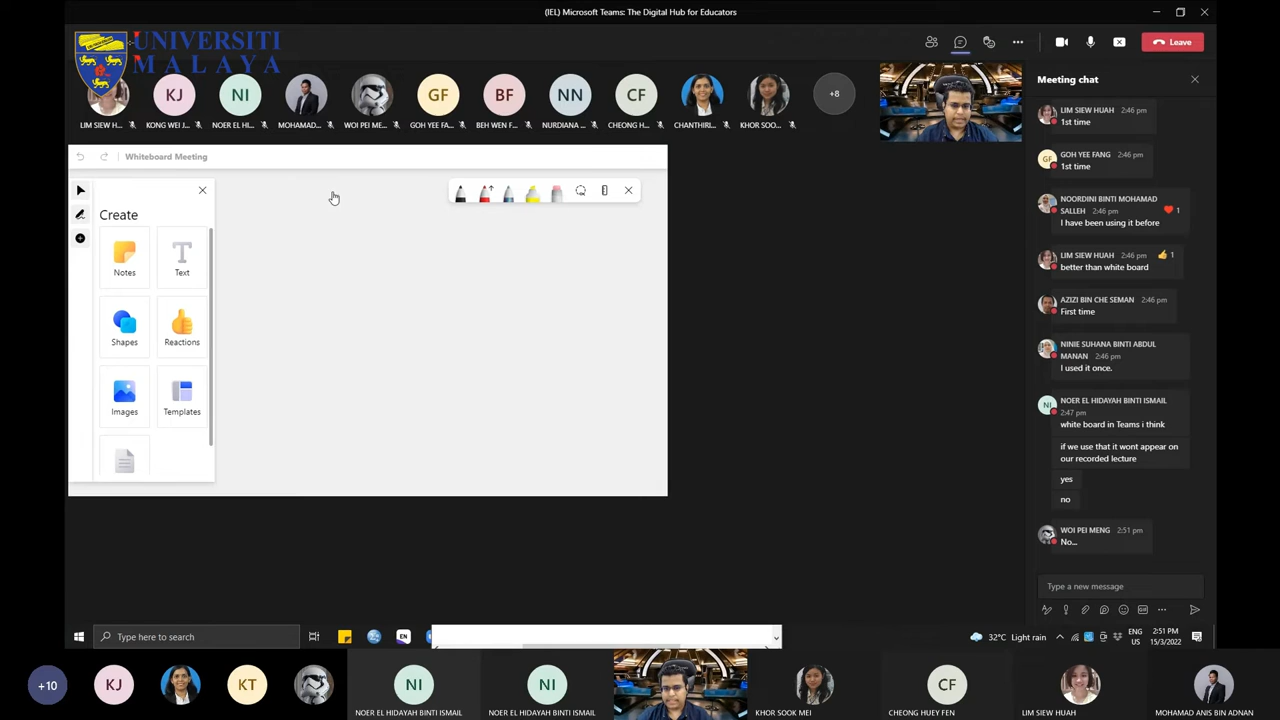 (IEL) Microsoft Teams: The Digital Hub for Educators
UNIVERSITI
MALAYA
Leave
KJ
NI
GF
BF
NN
CF
+8
LIM SIEW H...
KONG WEI J...
NOER EL HI...
MOHAMAD...
WOI PEI ME...
GOH YEE FA...
BEH WEN F...
NURDIANA ...
CHEONG H...
CHANTHIRI...
KHOR SOO...
Whiteboard Meeting
Create
Notes
Text
Shapes
Reactions
Images
Templates
Meeting chat
LIM SIEW HUAH 2:46 pm
1st time
GF
GOH YEE FANG 2:46 pm
1st time
NOORDINI BINTI MOHAMAD
SALLEH 2:46 pm
1
I have been using it before
LIM SIEW HUAH 2:46 pm
1
better than white board
AZIZI BIN CHE SEMAN 2:46 pm
First time
NINIE SUHANA BINTI ABDUL
MANAN 2:46 pm
I used it once.
NI
NOER EL HIDAYAH BINTI ISMAIL
2:47 pm
white board in Teams i think
if we use that it wont appear on
our recorded lecture
yes
no
WOI PEI MENG 2:51 pm
No...
Type a new message
Type here to search
EN
32°C Light rain
ENG
US
2:51 PM
15/3/2022
+10
KJ
KT
NI
NI
CF
NOER EL HIDAYAH BINTI ISMAIL
NOER EL HIDAYAH BINTI ISMAIL
KHOR SOOK MEI
CHEONG HUEY FEN
LIM SIEW HUAH
MOHAMAD ANIS BIN ADNAN